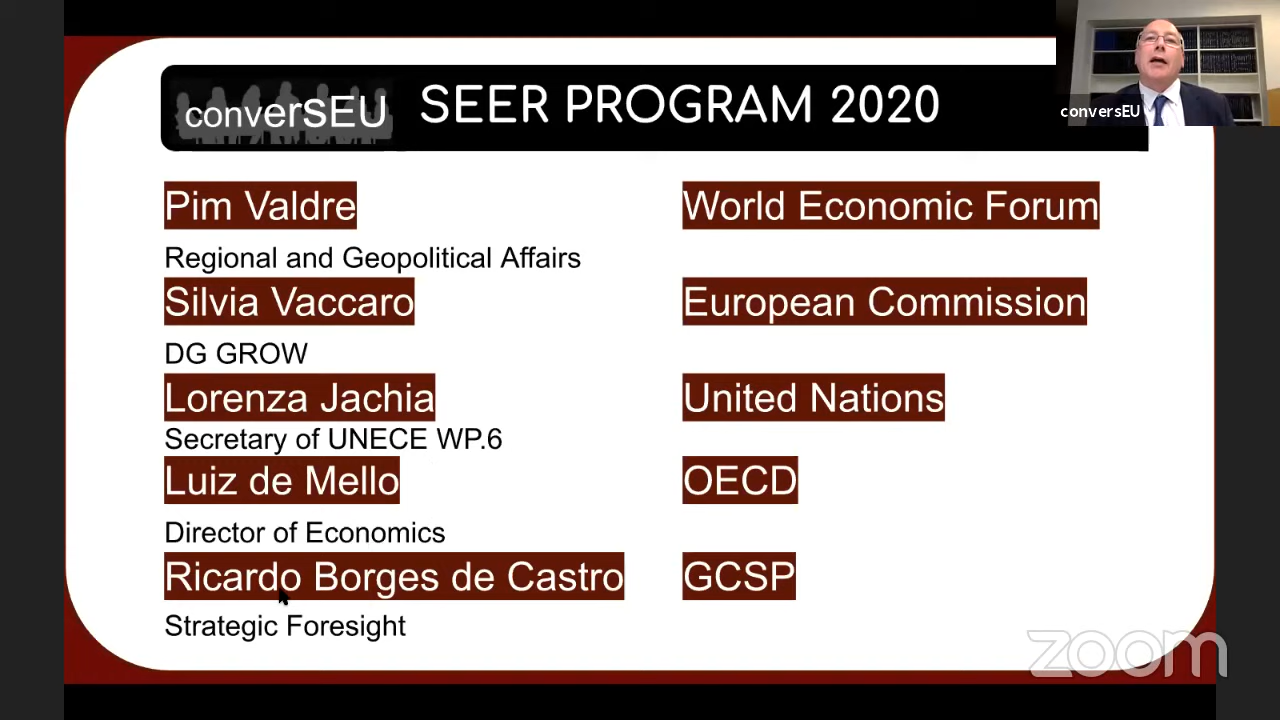 conversEU SEER PROGRAM 2020
conversEU
Pim Valdre World Economic Forum
Regional and Geopolitical Affairs
Silvia Vaccaro European Commission
DG GROW
Lorenza Jachia United Nations
Secretary of UNECE WP.6
Luiz de Mello OECD
Director of Economics
Ricardo Borges de Castro GCSP
Strategic Foresight
zoom